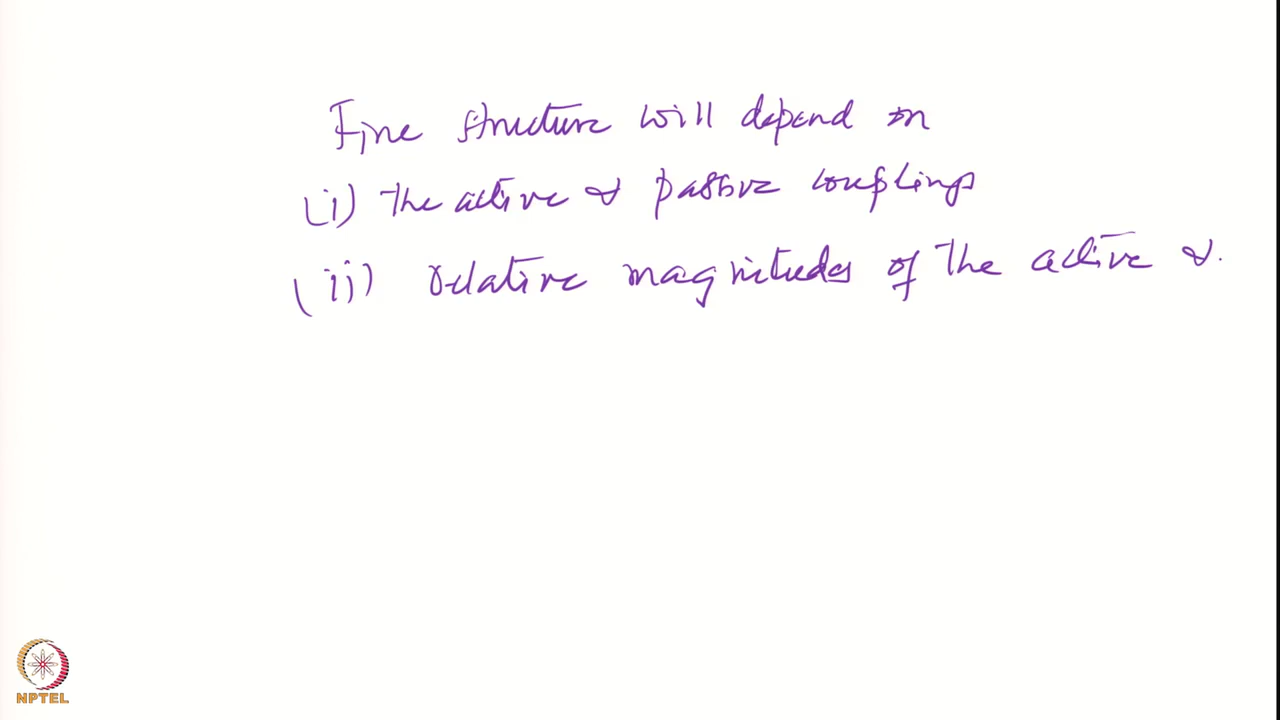 Fine structure will depend on
(i) The active & passive couplings
(ii) relative magnitudes of the active &
NPTEL